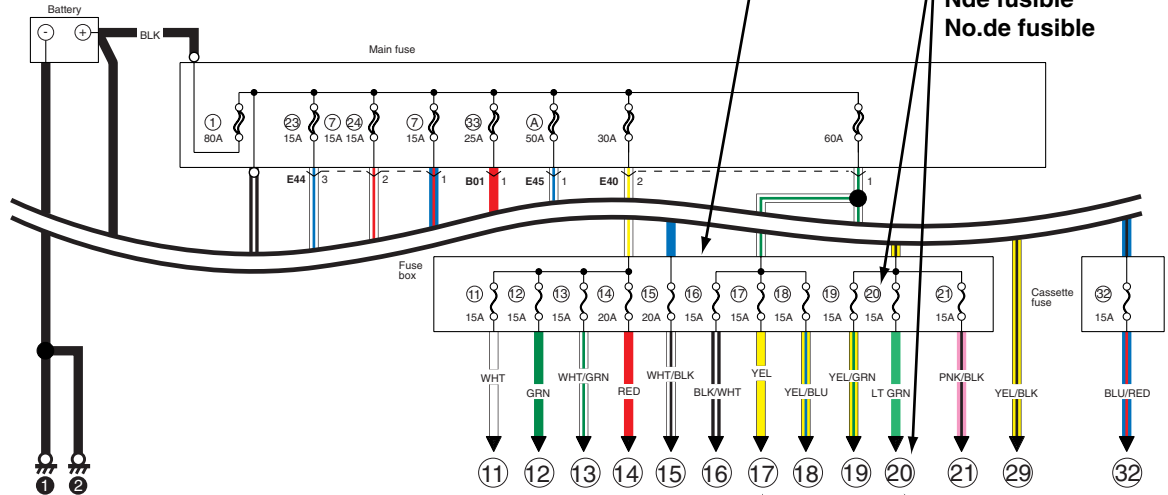 Nde fusible
No.de fusible
Battery
- +
BLK
Main fuse
1 23 7 24 7 33 A
80A 15A 15A 15A 15A 25A 50A 30A 60A
E44 3 2 1 B01 1 E45 1 E40 2 1
Fuse
box
11 12 13 14 15 16 17 18 19 20 21
15A 15A 15A 20A 20A 15A 15A 15A 15A 15A 15A
Cassette
fuse
32
15A
WHT GRN WHT/GRN RED WHT/BLK BLK/WHT YEL YEL/BLU YEL/GRN LT GRN PNK/BLK YEL/BLK BLU/RED
11 12 13 14 15 16 17 18 19 20 21 29 32
1 2